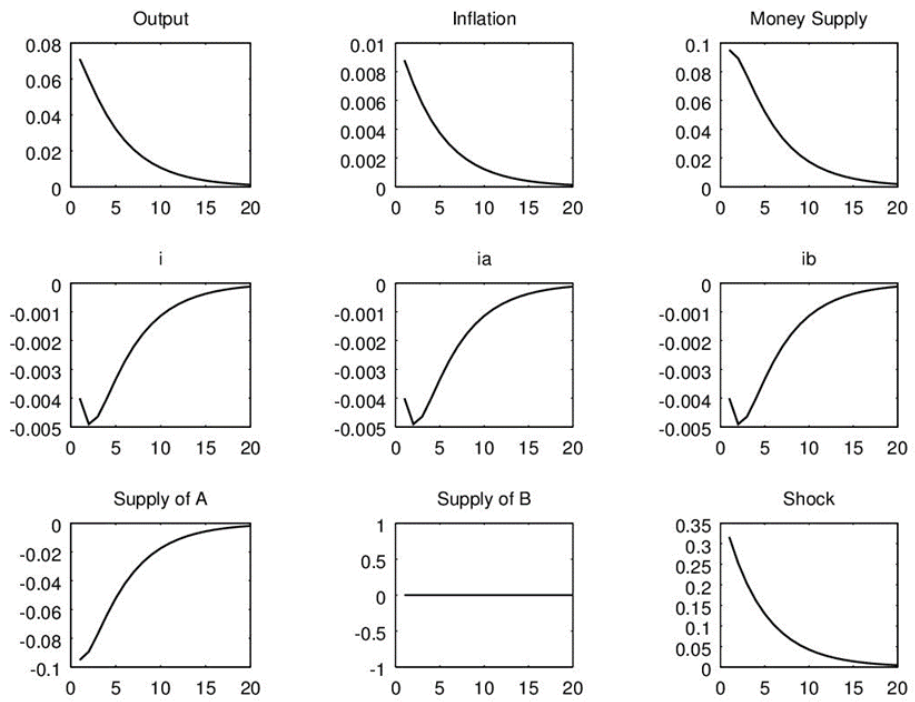 Output Inflation Money Supply
0.08 0.01 0.1
0.06 0.008 0.08
0.006 0.06
0.04 0.004 0.04
0.02 0.002 0.02
0 0 0
0 5 10 15 20 0 5 10 15 20 0 5 10 15 20
i ia ib
0 0 0
-0.001 -0.001 -0.001
-0.002 -0.002 -0.002
-0.003 -0.003 -0.003
-0.004 -0.004 -0.004
-0.005 -0.005 -0.005
0 5 10 15 20 0 5 10 15 20 0 5 10 15 20
Supply of A Supply of B Shock
0 1 0.35
-0.02 0.5 0.3
0.25
-0.04 0 0.2
-0.06 0.15
-0.08 -0.5 0.1
0.05
-0.1 -1 0
0 5 10 15 20 0 5 10 15 20 0 5 10 15 20